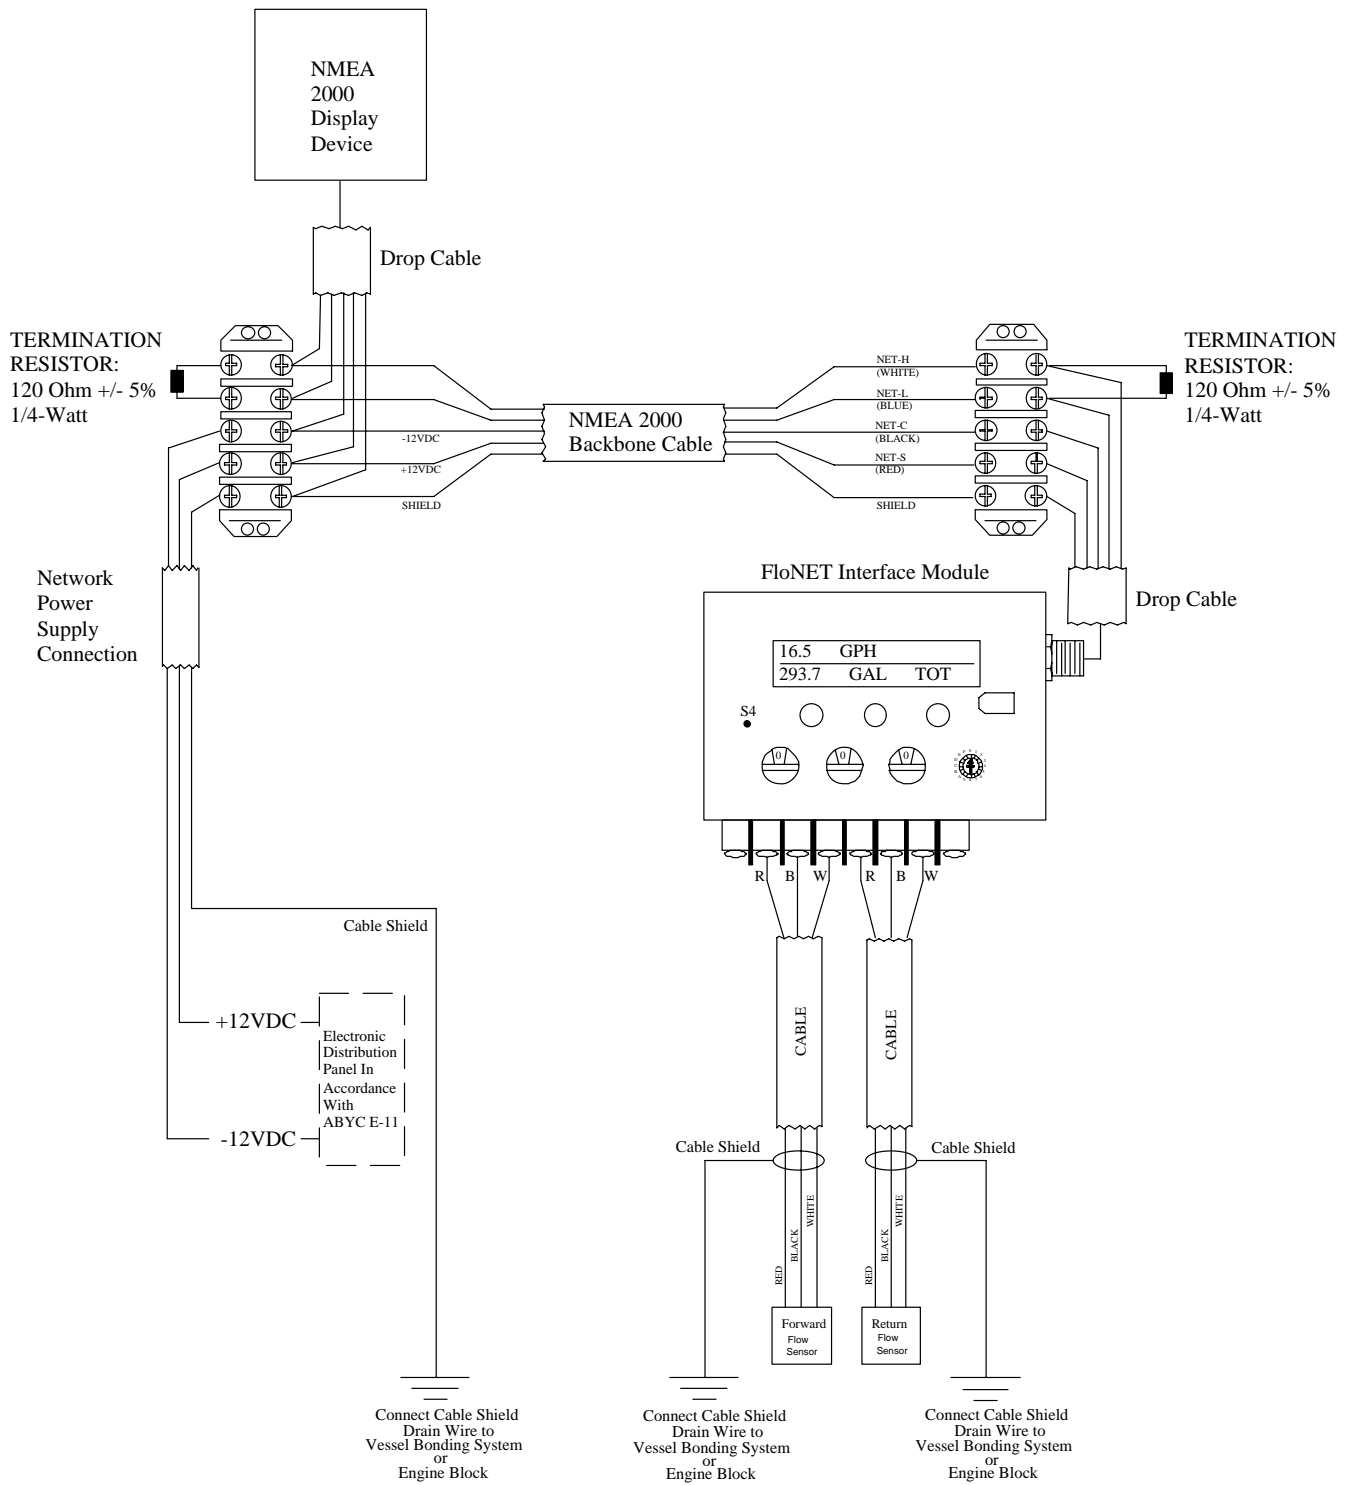 NMEA
2000
Display
Device
Drop Cable
TERMINATION
RESISTOR:
120 Ohm +/- 5%
1/4-Watt
-12VDC
+12VDC
SHIELD
NMEA 2000
Backbone Cable
NET-H
(WHITE)
NET-L
(BLUE)
NET-C
(BLACK)
NET-S
(RED)
SHIELD
TERMINATION
RESISTOR:
120 Ohm +/- 5%
1/4-Watt
Network
Power
Supply
Connection
FloNET Interface Module
Drop Cable
16.5 GPH
293.7 GAL TOT
S4
0 0 0
R B W R B W
Cable Shield
+12VDC
-12VDC
Electronic
Distribution
Panel In
Accordance
With
ABYC E-11
CABLE
CABLE
Cable Shield
Cable Shield
RED
BLACK
WHITE
RED
BLACK
WHITE
Forward
Flow
Sensor
Return
Flow
Sensor
Connect Cable Shield
Drain Wire to
Vessel Bonding System
or
Engine Block
Connect Cable Shield
Drain Wire to
Vessel Bonding System
or
Engine Block
Connect Cable Shield
Drain Wire to
Vessel Bonding System
or
Engine Block